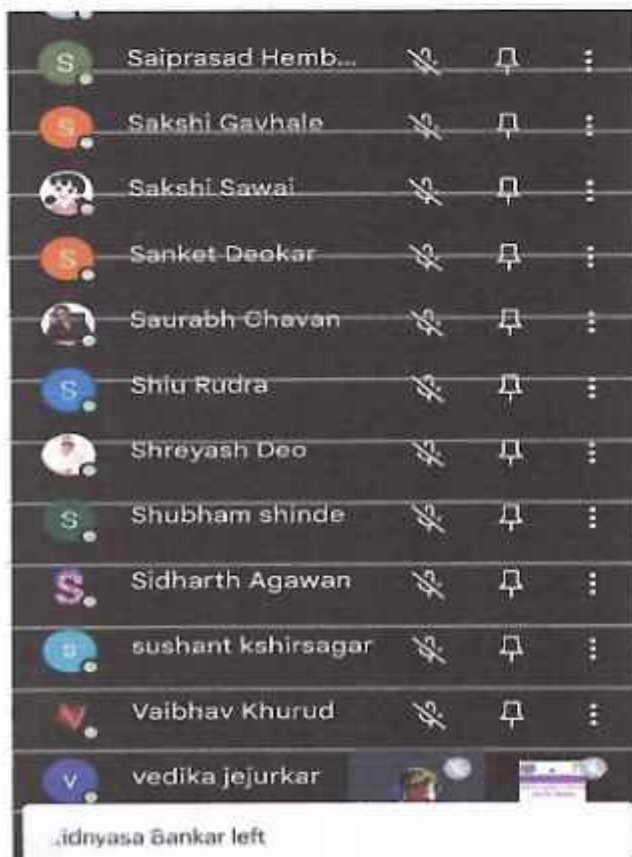 S Saiprasad Hemb...
S Sakshi Gavhale
Sakshi Sawai
S Sanket Deokar
Saurabh Chavan
S Shiu Rudra
Shreyash Deo
S Shubham shinde
S Sidharth Agawan
s sushant kshirsagar
V Vaibhav Khurud
v vedika jejurkar
..idnyasa Bankar left